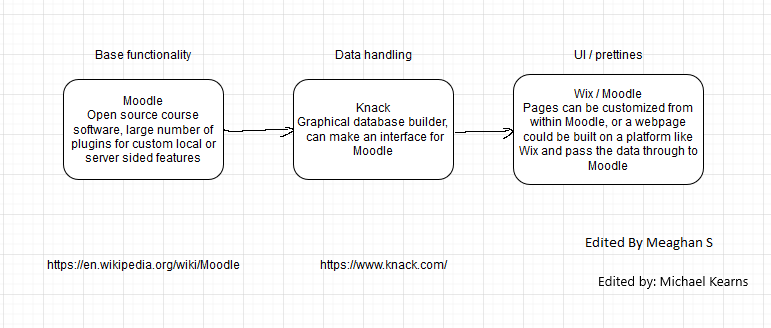 Base functionality
Data handling
UI / prettines
Moodle
Open source course
software, large number of
plugins for custom local or
server sided features
Knack
Graphical database builder,
can make an interface for
Moodle
Wix / Moodle
Pages can be customized from
within Moodle, or a webpage
could be built on a platform like
Wix and pass the data through to
Moodle
Edited By Meaghan S
https://en.wikipedia.org/wiki/Moodle
https://www.knack.com/
Edited by: Michael Kearns